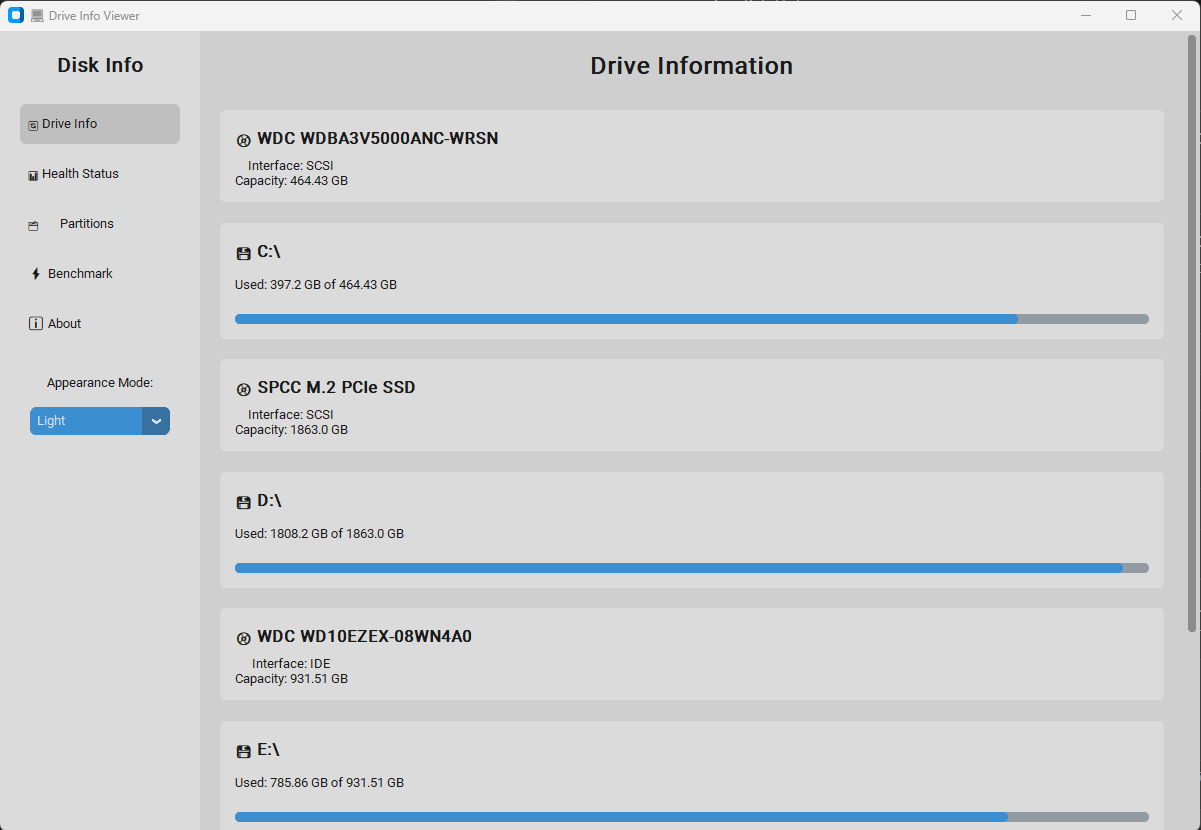 Drive Info Viewer
Disk Info
Drive Info
Health Status
Partitions
Benchmark
About
Appearance Mode:
Light
Drive Information
WDC WDBA3V5000ANC-WRSN
Interface: SCSI
Capacity: 464.43 GB
C:\
Used: 397.2 GB of 464.43 GB
SPCC M.2 PCIe SSD
Interface: SCSI
Capacity: 1863.0 GB
D:\
Used: 1808.2 GB of 1863.0 GB
WDC WD10EZEX-08WN4A0
Interface: IDE
Capacity: 931.51 GB
E:\
Used: 785.86 GB of 931.51 GB